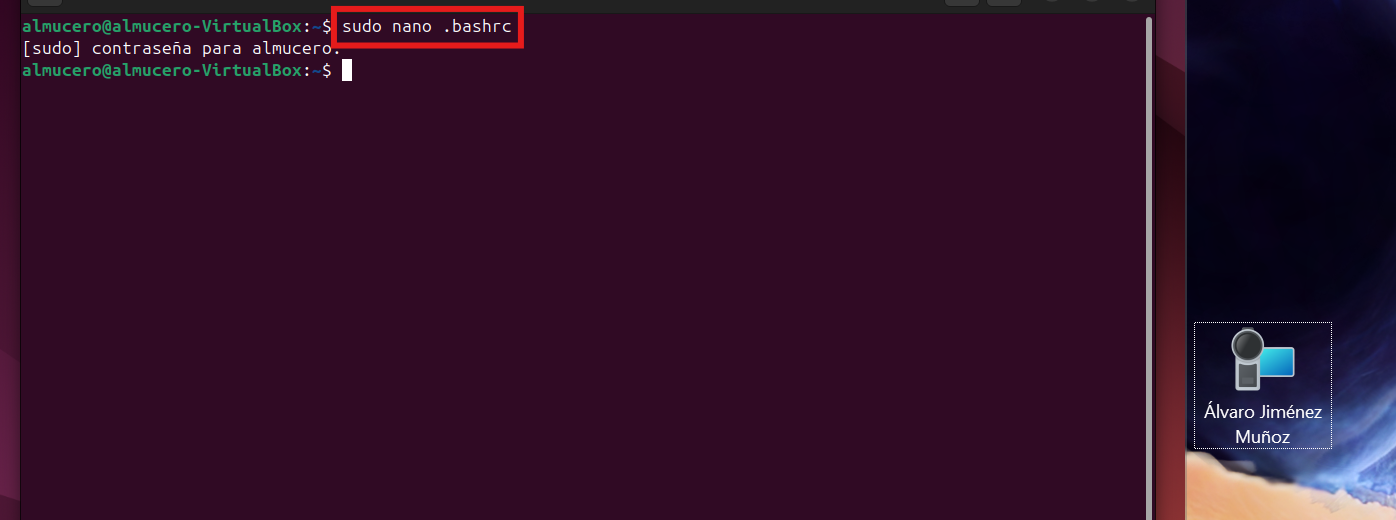 almucero@almucero-VirtualBox:~$ sudo nano .bashrc
[sudo] contraseña para almucero:
almucero@almucero-VirtualBox:~$
Álvaro Jiménez
Muñoz